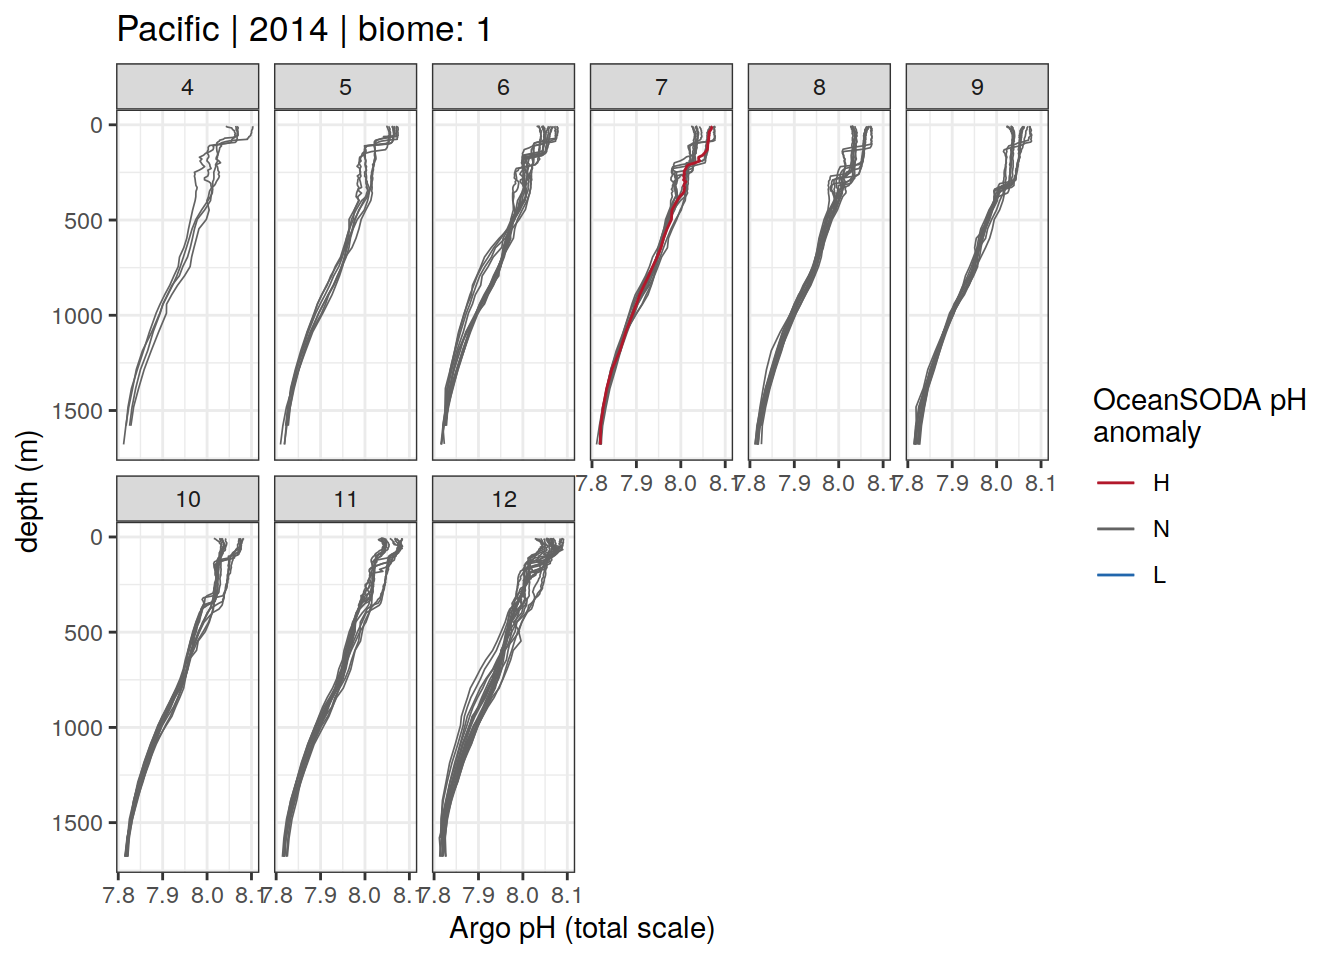 Pacific | 2014 | biome: 1
4 5 6 7 8 9
0
500
1000
1500
7.8 7.9 8.0 8.1 7.8 7.9 8.0 8.1 7.8 7.9 8.0 8.1
10 11 12
0
500
1000
1500
7.8 7.9 8.0 8.1 7.8 7.9 8.0 8.1 7.8 7.9 8.0 8.1
Argo pH (total scale)
depth (m)
OceanSODA pH
anomaly
H
N
L